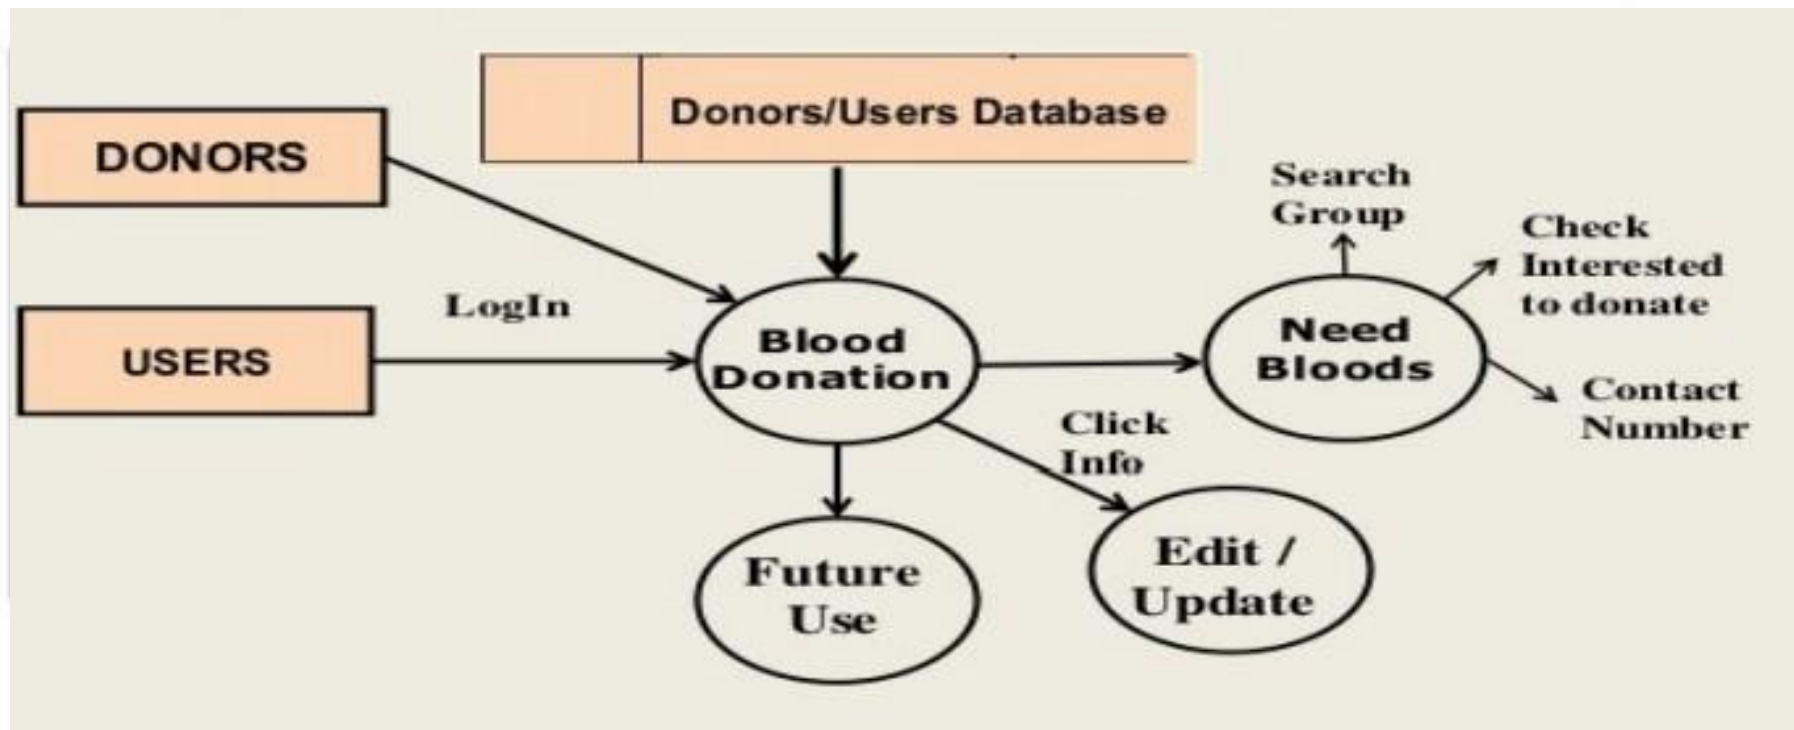 Donors/Users Database
DONORS
Search
Group
Check
Interested
to donate
LogIn
USERS
Blood
Donation
Need
Bloods
Contact
Number
Click
Info
Edit /
Update
Future
Use